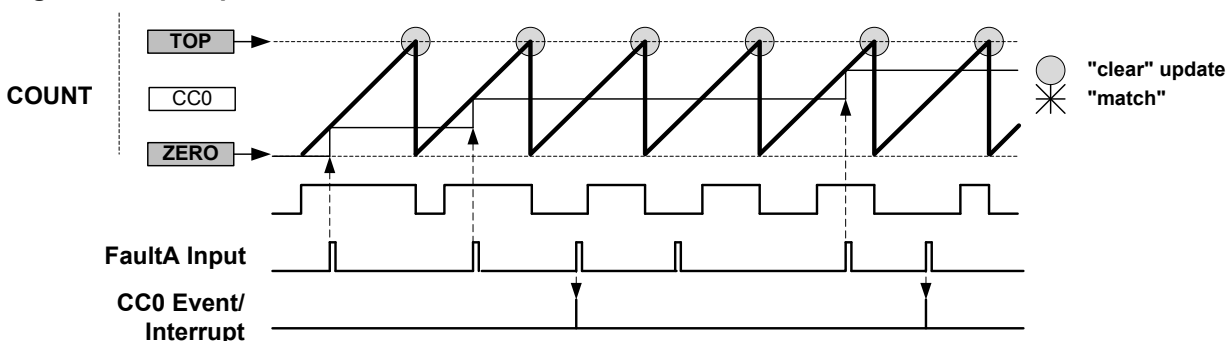 TOP
COUNT
CC0
ZERO
"clear" update
"match"
FaultA Input
CC0 Event/
Interrupt